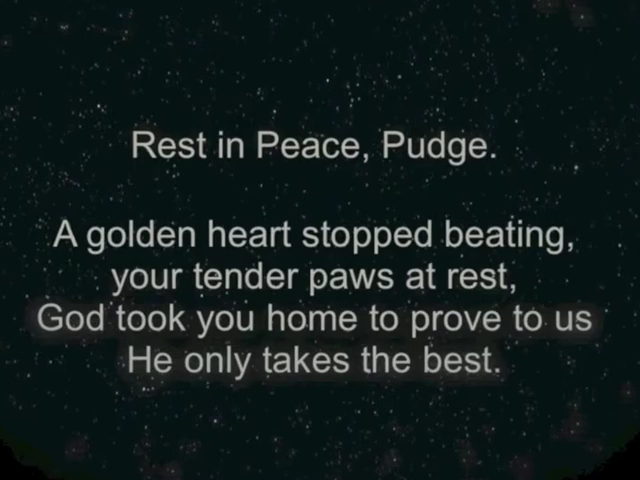 Rest in Peace, Pudge.
A golden heart stopped beating,
your tender paws at rest,
God took you home to prove to us
He only takes the best.